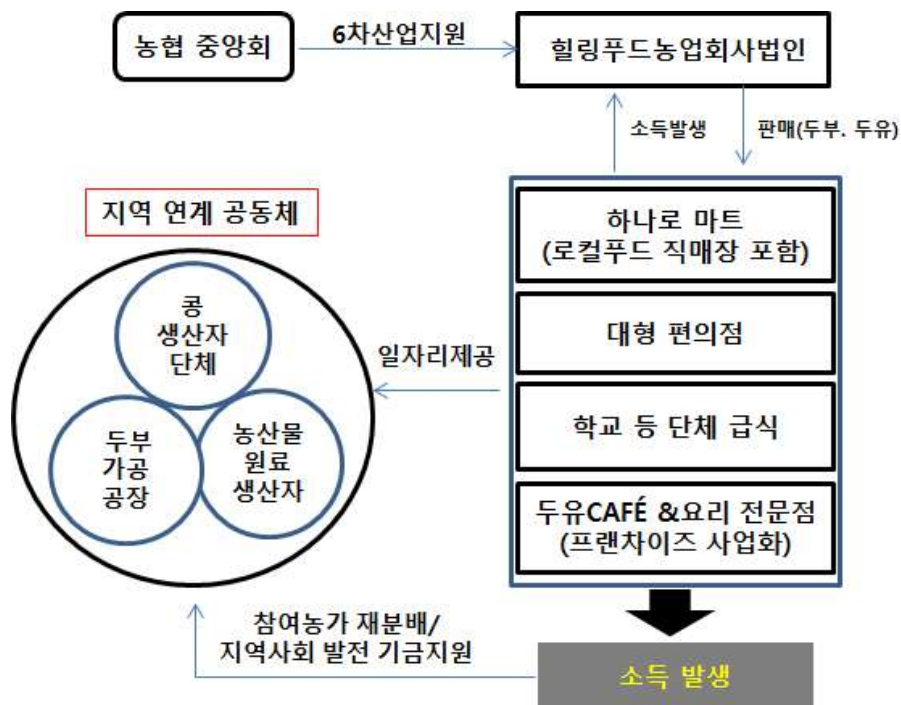 농협 중앙회
6차산업지원
힐링푸드농업회사법인
소득발생
판매(두부. 두유)
지역 연계 공동체
하나로 마트
(로컬푸드 직매장 포함)
콩
생산자
단체
대형 편의점
일자리제공
두부
가공
공장
농산물
원료
생산자
학교 등 단체 급식
두유CAFÉ &요리 전문점
(프랜차이즈 사업화)
참여농가 재분배/
지역사회 발전 기금지원
소득 발생